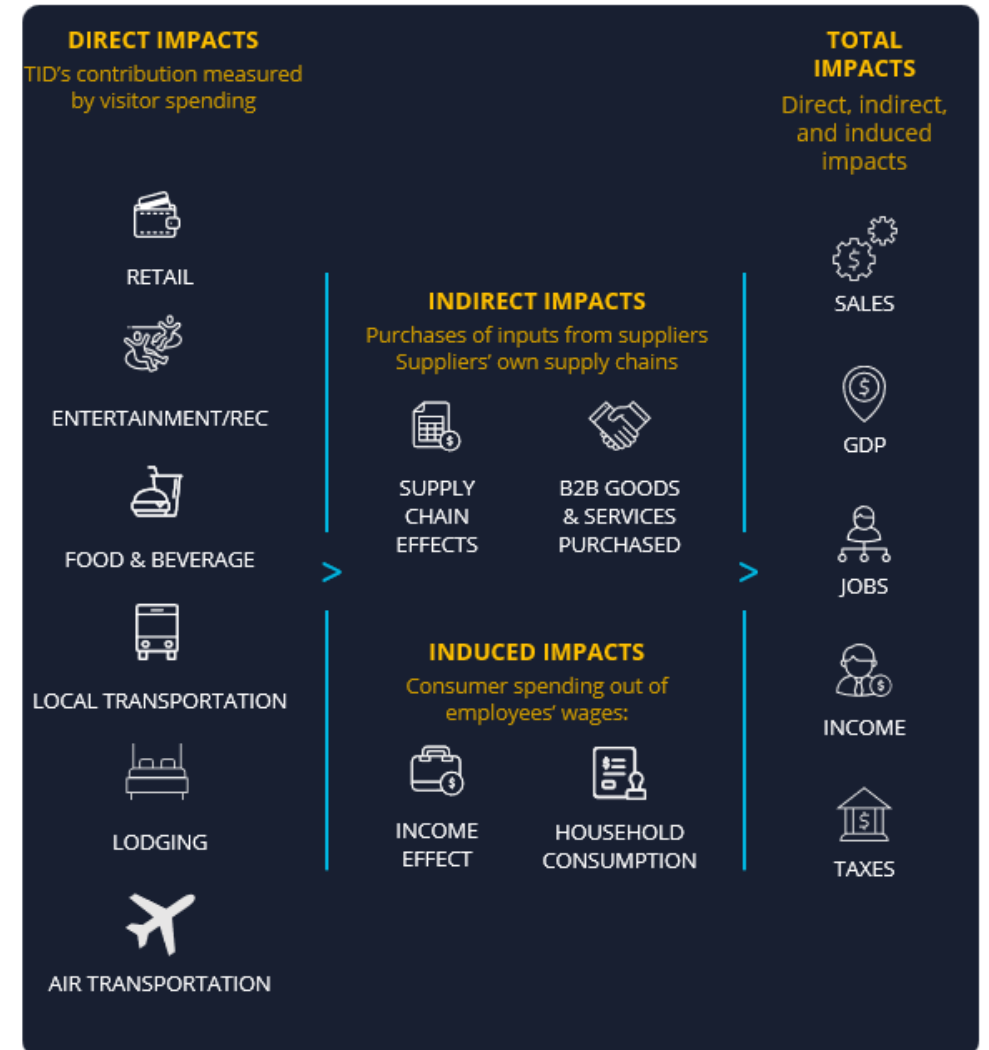 DIRECT IMPACTS
TID's contribution measured
by visitor spending
RETAIL
ENTERTAINMENT/REC
FOOD & BEVERAGE
LOCAL TRANSPORTATION
LODGING
AIR TRANSPORTATION
>
INDIRECT IMPACTS
Purchases of inputs from suppliers
Suppliers' own supply chains
$
SUPPLY
CHAIN
EFFECTS
B2B GOODS
& SERVICES
PURCHASED
INDUCED IMPACTS
Consumer spending out of
employees' wages:
$
INCOME
EFFECT
$
HOUSEHOLD
CONSUMPTION
>
TOTAL
IMPACTS
Direct, indirect,
and induced
impacts
$
SALES
$
GDP
JOBS
$
INCOME
$
TAXES